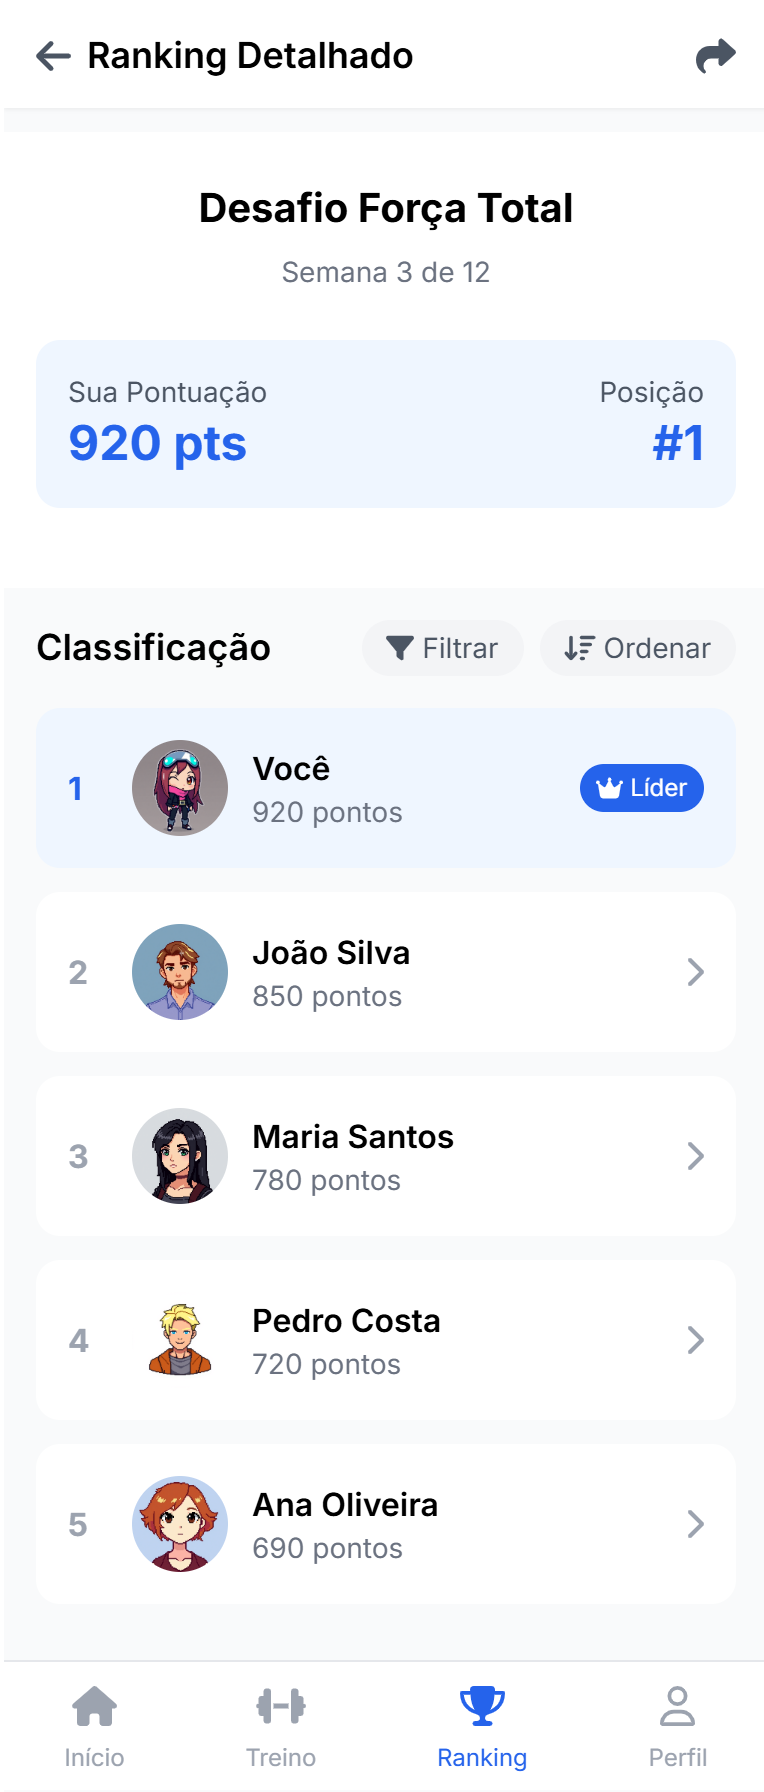 Ranking Detalhado
Desafio Força Total
Semana 3 de 12
Sua Pontuação
Posição
920 pts
#1
Classificação
Filtrar
Ordenar
1
Você
920 pontos
Líder
2
João Silva
850 pontos
3
Maria Santos
780 pontos
4
Pedro Costa
720 pontos
5
Ana Oliveira
690 pontos
Início
Treino
Ranking
Perfil